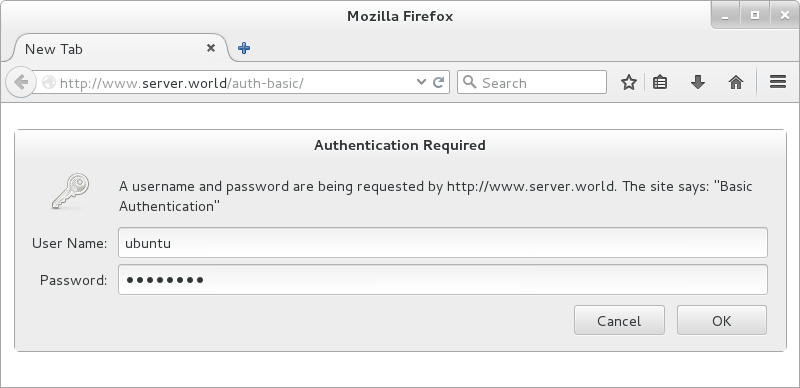 Mozilla Firefox
New Tab
http://www.server.world/auth-basic/
Search
Authentication Required
A username and password are being requested by http://www.server.world. The site says: "Basic
Authentication"
User Name: ubuntu
Password: ●●●●●●●●
Cancel OK